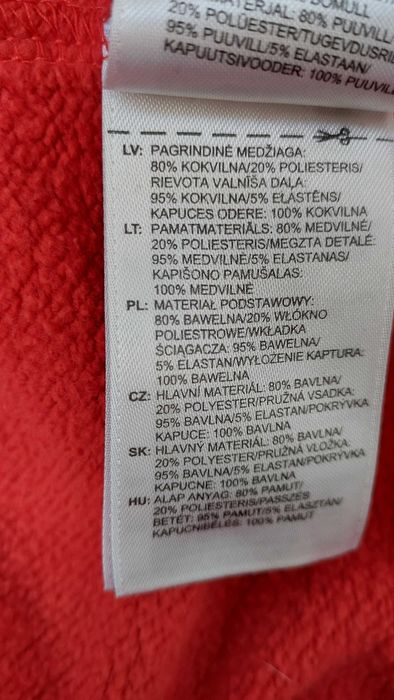 20% POLÜESTER/TUGEVDUSRI
95% PUUVILL/5% ELASTAAN/
KAPUUTSIVOODER: 100% PUUVILL
LV: PAGRINDINĖ MEDŽIAGA:
80% KOKVILNA/20% POLIESTERIS/
RIEVOTA VALNĪŠA DAĻA:
95% KOKVILNA/5% ELASTĒNS/
KAPUCES ODERE: 100% KOKVILNA
LT: PAMATMATERIĀLS: 80% MEDVILNĖ/
20% POLIESTERIS/MEGZTA DETALĖ:
95% MEDVILNĖ/5% ELASTANAS/
KAPIŠONO PAMUŠALAS:
100% MEDVILNĖ
PL: MATERIAŁ PODSTAWOWY:
80% BAWEŁNA/20% WŁÓKNO
POLIESTROWE/WKŁADKA
ŚCIĄGACZA: 95% BAWEŁNA/
5% ELASTAN/WYŁOŻENIE KAPTURA:
100% BAWEŁNA
CZ: HLAVNÍ MATERIÁL: 80% BAVLNA/
20% POLYESTER/PRUŽNÁ VSADKA:
95% BAVLNA/5% ELASTAN/POKRÝVKA
KAPUCE: 100% BAVLNA
SK: HLAVNÝ MATERIÁL: 80% BAVLNA/
20% POLYESTER/PRUŽNÁ VLOŽKA:
95% BAVLNA/5% ELASTAN/POKRÝVKA
KAPUCNE: 100% BAVLNA
HU: ALAP ANYAG: 80% PAMUT/
20% POLIESZTERIS/PASSZÉS
BETÉT: 95% PAMUT/5% ELASZTÁN/
KAPUCNIBÉLÉS: 100% PAMUT